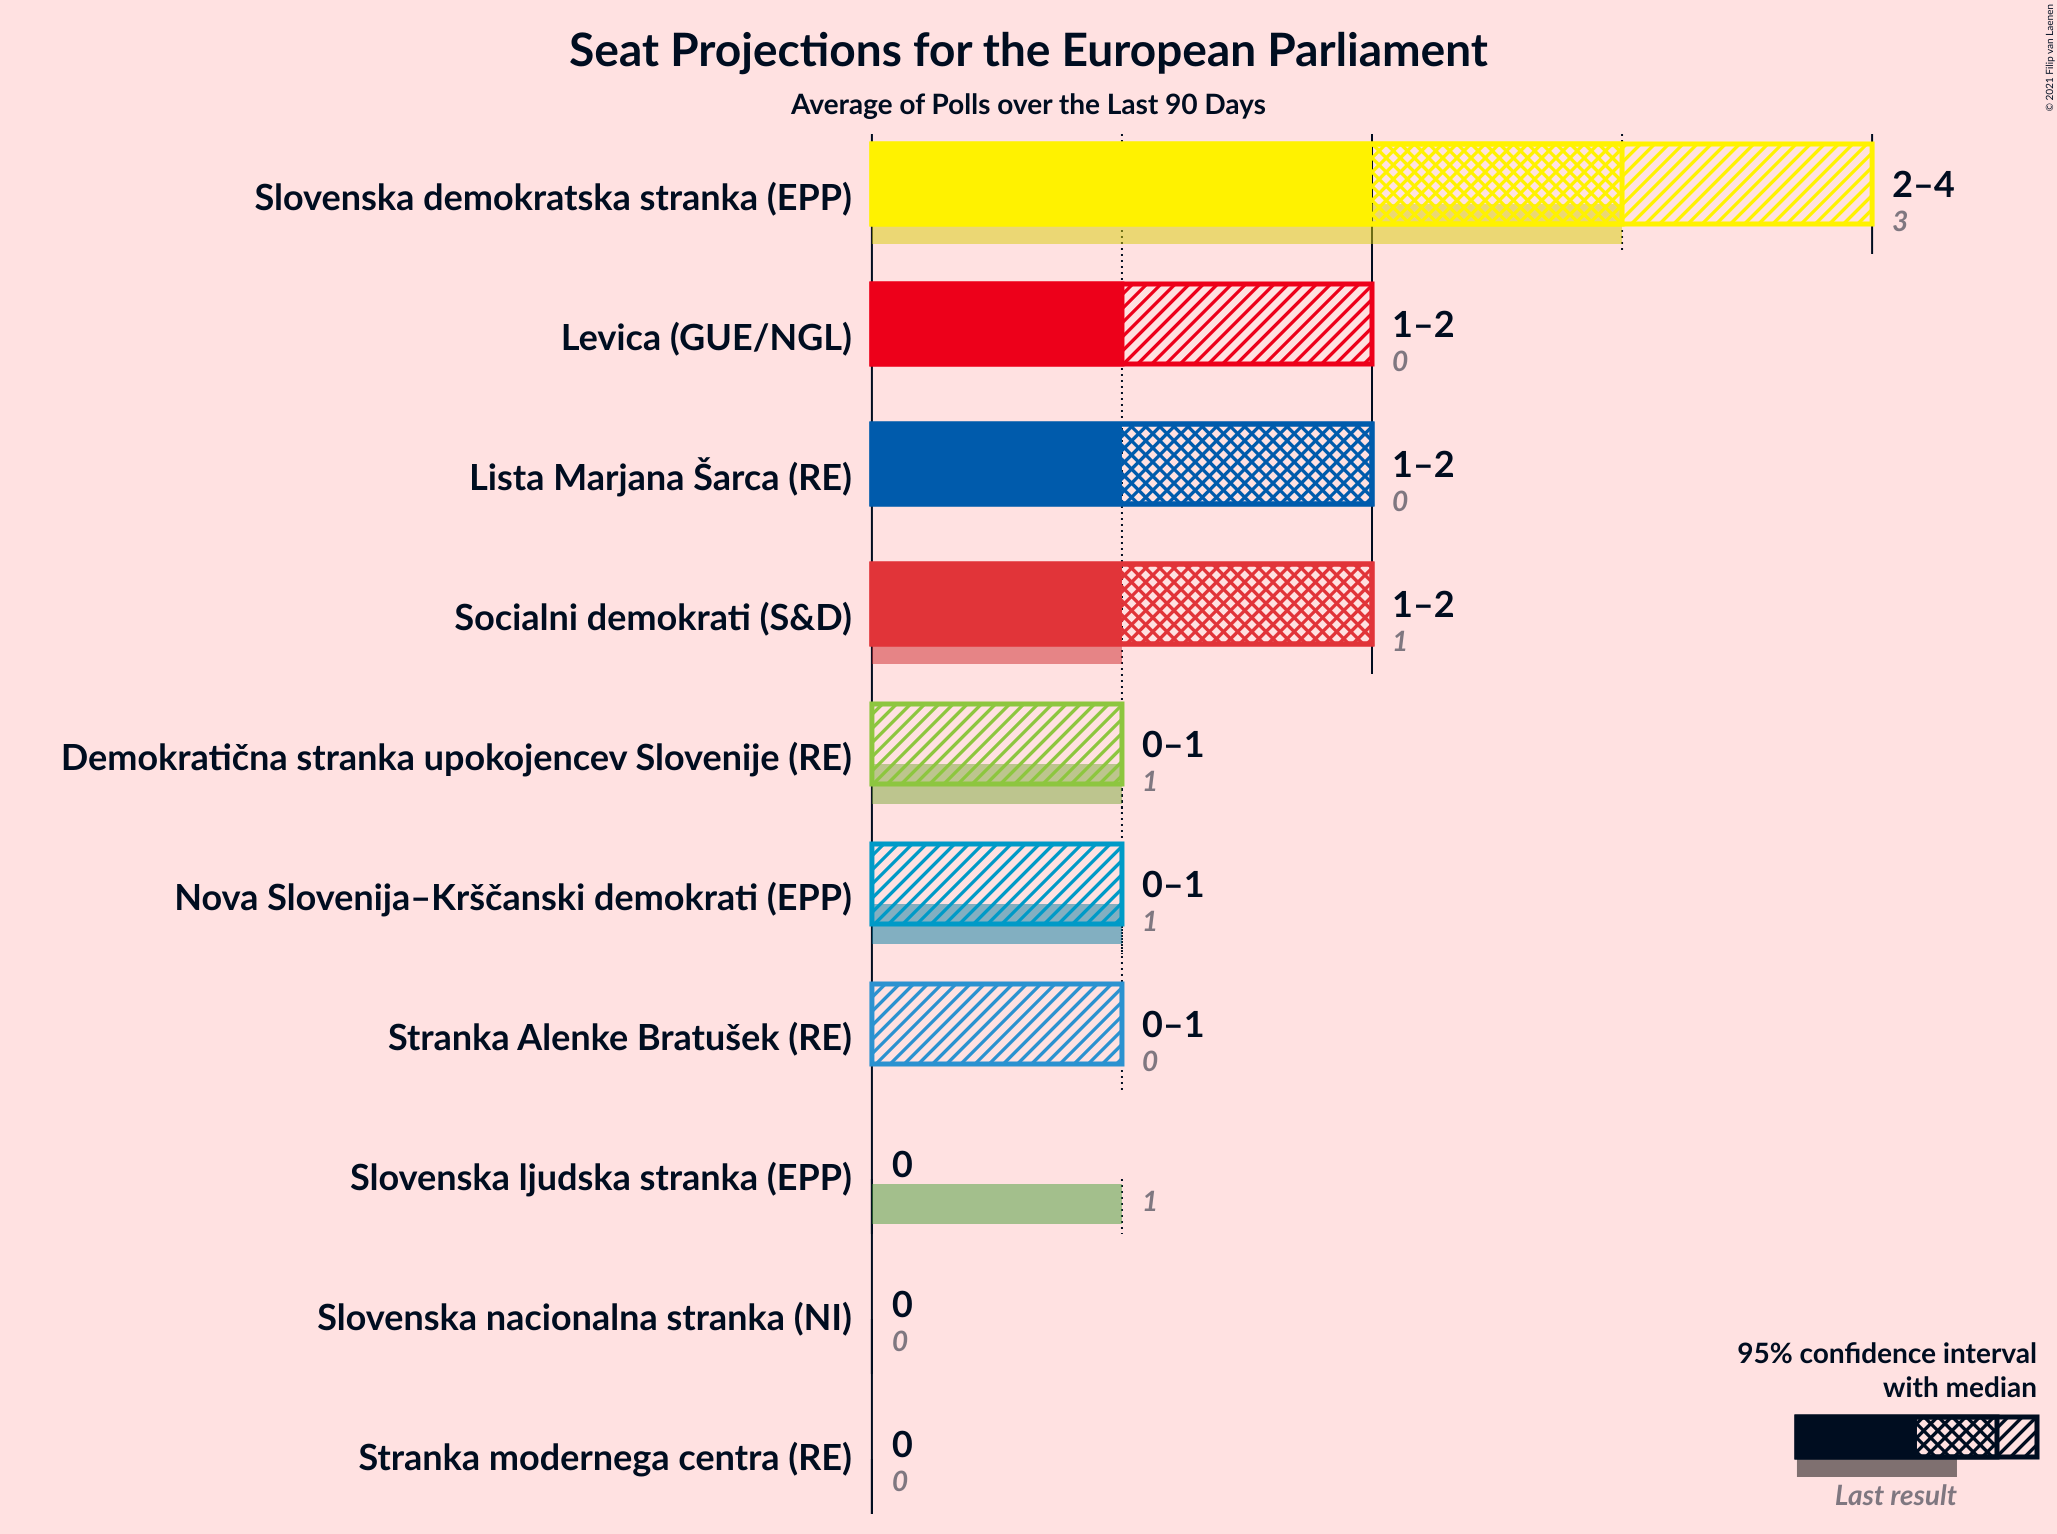 Seat Projections for the European Parliament
Average of Polls over the Last 90 Days
© 2021 Filip van Laenen
Slovenska demokratska stranka (EPP)
2–4
3
Levica (GUE/NGL)
1–2
0
Lista Marjana Šarca (RE)
1–2
0
Socialni demokrati (S&D)
1–2
1
Demokratična stranka upokojencev Slovenije (RE)
0–1
1
Nova Slovenija–Krščanski demokrati (EPP)
0–1
1
Stranka Alenke Bratušek (RE)
0–1
0
Slovenska ljudska stranka (EPP)
0
1
Slovenska nacionalna stranka (NI)
0
0
Stranka modernega centra (RE)
0
0
95% confidence interval
with median
Last result